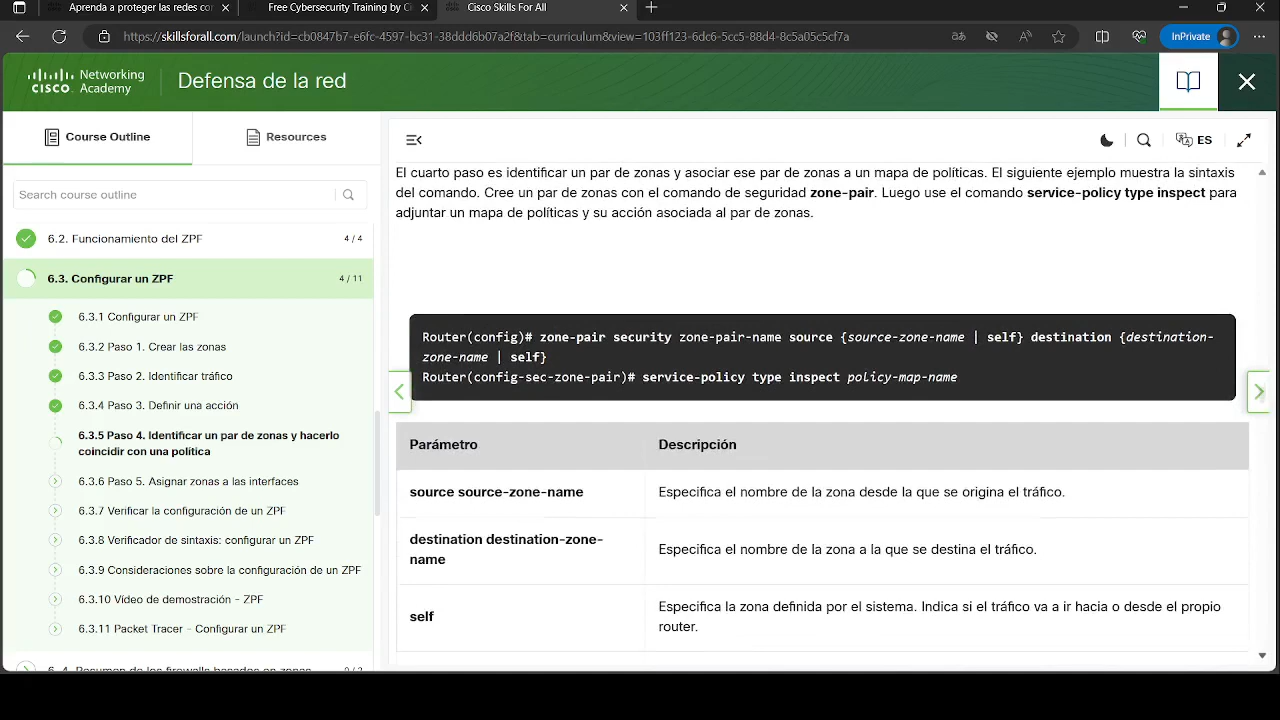 Aprenda a proteger las redes cor
Free Cybersecurity Training by Ci
Cisco Skills For All
https://skillsforall.com/launch?id=cb0847b7-e6fc-4597-bc31-38ddd6b07a2f&tab=curriculum&view=103ff123-6dc6-5cc5-88d4-8c5a05c5cf7a
InPrivate
CISCO
Networking
Academy
Defensa de la red
Course Outline
Resources
ES
Search course outline
6.2. Funcionamiento del ZPF 4 / 4
6.3. Configurar un ZPF 4 / 11
6.3.1 Configurar un ZPF
6.3.2 Paso 1. Crear las zonas
6.3.3 Paso 2. Identificar tráfico
6.3.4 Paso 3. Definir una acción
6.3.5 Paso 4. Identificar un par de zonas y hacerlo
coincidir con una política
6.3.6 Paso 5. Asignar zonas a las interfaces
6.3.7 Verificar la configuración de un ZPF
6.3.8 Verificador de sintaxis: configurar un ZPF
6.3.9 Consideraciones sobre la configuración de un ZPF
6.3.10 Vídeo de demostración - ZPF
6.3.11 Packet Tracer - Configurar un ZPF
6.4. Resumen de los firewalls basados en zonas
El cuarto paso es identificar un par de zonas y asociar ese par de zonas a un mapa de políticas. El siguiente ejemplo muestra la sintaxis
del comando. Cree un par de zonas con el comando de seguridad zone-pair. Luego use el comando service-policy type inspect para
adjuntar un mapa de políticas y su acción asociada al par de zonas.
Router(config)# zone-pair security zone-pair-name source {source-zone-name | self} destination {destination-
zone-name | self}
Router(config-sec-zone-pair)# service-policy type inspect policy-map-name
Parámetro Descripción
source source-zone-name Especifica el nombre de la zona desde la que se origina el tráfico.
destination destination-zone-
name
Especifica el nombre de la zona a la que se destina el tráfico.
self
Especifica la zona definida por el sistema. Indica si el tráfico va a ir hacia o desde el propio
router.